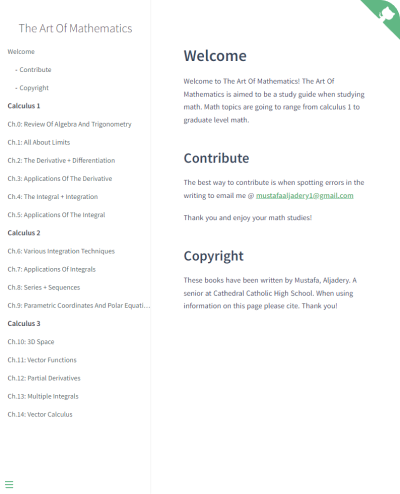 The Art Of Mathematics
Welcome
- Contribute
- Copyright
Calculus 1
Ch.0: Review Of Algebra And Trigonometry
Ch.1: All About Limits
Ch.2: The Derivative + Differentiation
Ch.3: Applications Of The Derivative
Ch.4: The Integral + Integration
Ch.5: Applications Of The Integral
Calculus 2
Ch.6: Various Integration Techniques
Ch.7: Applications Of Integrals
Ch.8: Series + Sequences
Ch.9: Parametric Coordinates And Polar Equati...
Calculus 3
Ch.10: 3D Space
Ch.11: Vector Functions
Ch.12: Partial Derivatives
Ch.13: Multiple Integrals
Ch.14: Vector Calculus
Welcome
Welcome to The Art Of Mathematics! The Art Of
Mathematics is aimed to be a study guide when studying
math. Math topics are going to range from calculus 1 to
graduate level math.
Contribute
The best way to contribute is when spotting errors in the
writing to email me @ mustafaaljadery1@gmail.com
Thank you and enjoy your math studies!
Copyright
These books have been written by Mustafa, Aljadery. A
senior at Cathedral Catholic High School. When using
information on this page please cite. Thank you!